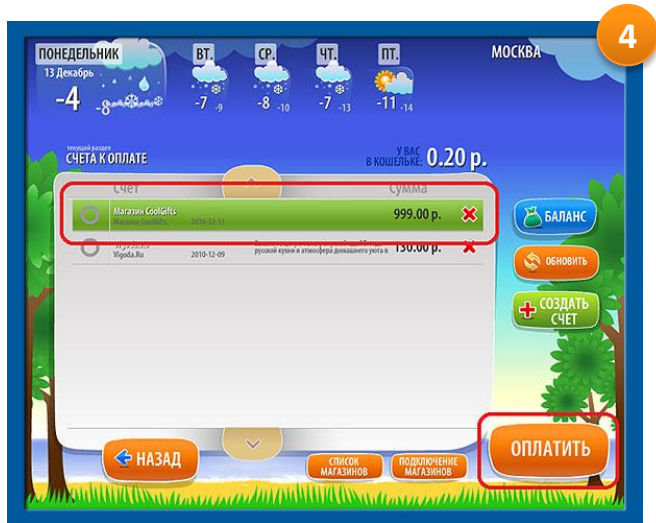 4
ПОНЕДЕЛЬНИК
13 Декабрь
-4 -8
ВТ.
-7 -9
СР.
-8 -10
ЧТ.
-7 -13
ПТ.
-11 -14
МОСКВА
текущий раздел
СЧЕТА К ОПЛАТЕ
У ВАС
В КОШЕЛЬКЕ: 0.20 р.
Счет Сумма
Магазин CoolGifts 999.00 р.
Магазин CoolGifts 2010-12-13
130.00 р.
Vigoda.Ru 2010-12-09 русской кухни и атмосфера домашнего уюта в
БАЛАНС
ОБНОВИТЬ
СОЗДАТЬ
СЧЕТ
НАЗАД
СПИСОК
МАГАЗИНОВ
ПОДКЛЮЧЕНИЕ
МАГАЗИНОВ
ОПЛАТИТЬ